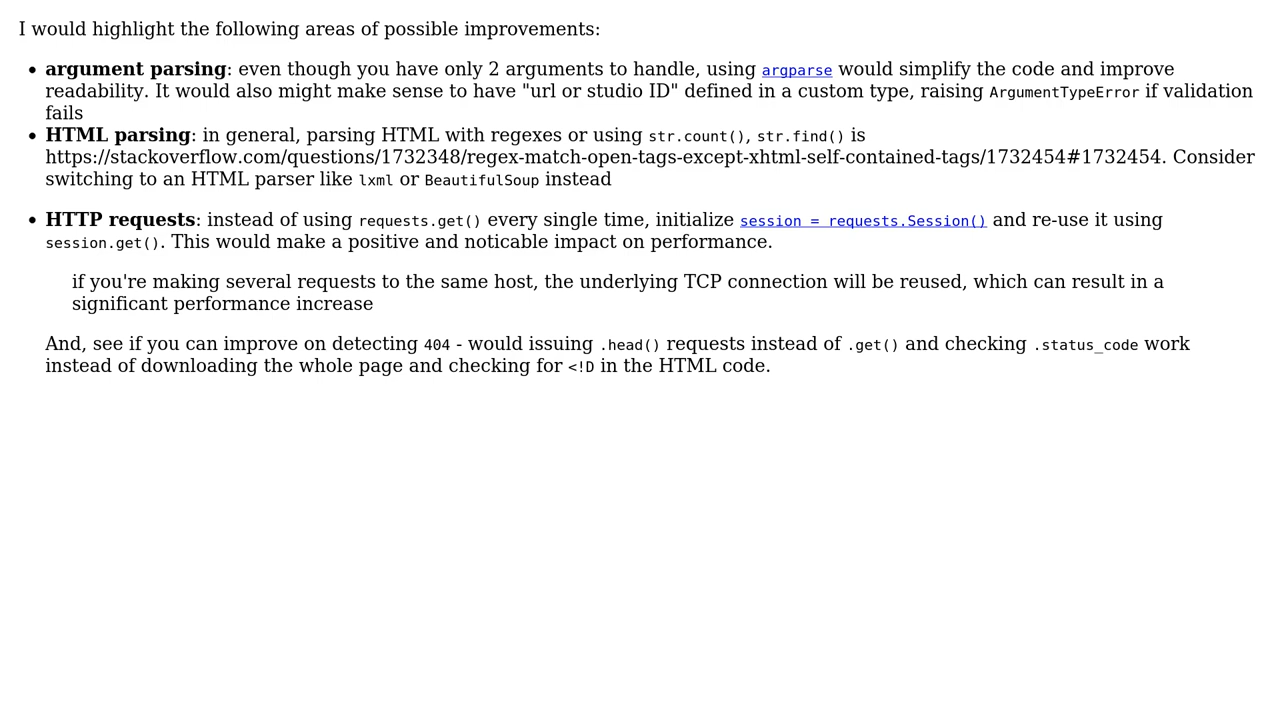 I would highlight the following areas of possible improvements:
argument parsing: even though you have only 2 arguments to handle, using argparse would simplify the code and improve
readability. It would also might make sense to have "url or studio ID" defined in a custom type, raising ArgumentTypeError if validation
fails
HTML parsing: in general, parsing HTML with regexes or using str.count(), str.find() is
https://stackoverflow.com/questions/1732348/regex-match-open-tags-except-xhtml-self-contained-tags/1732454#1732454. Consider
switching to an HTML parser like lxml or BeautifulSoup instead
HTTP requests: instead of using requests.get() every single time, initialize session = requests.Session() and re-use it using
session.get(). This would make a positive and noticable impact on performance.
if you're making several requests to the same host, the underlying TCP connection will be reused, which can result in a
significant performance increase
And, see if you can improve on detecting 404 - would issuing .head() requests instead of .get() and checking .status_code work
instead of downloading the whole page and checking for <!D in the HTML code.